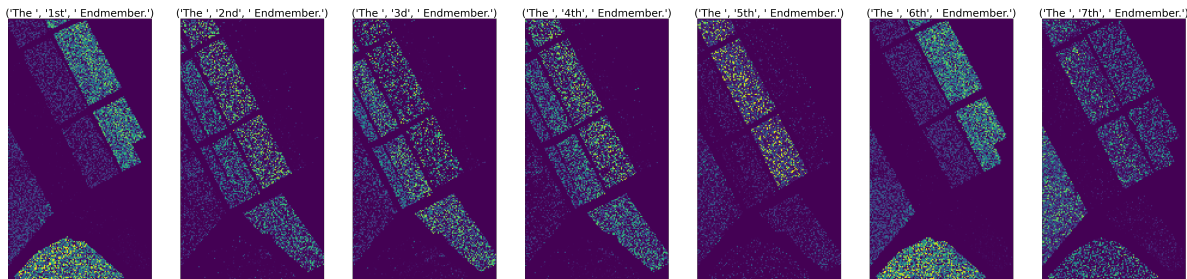 ('The ', '1st', ' Endmember.')
('The ', '2nd', ' Endmember.')
('The ', '3d', ' Endmember.')
('The ', '4th', ' Endmember.')
('The ', '5th', ' Endmember.')
('The ', '6th', ' Endmember.')
('The ', '7th', ' Endmember.')